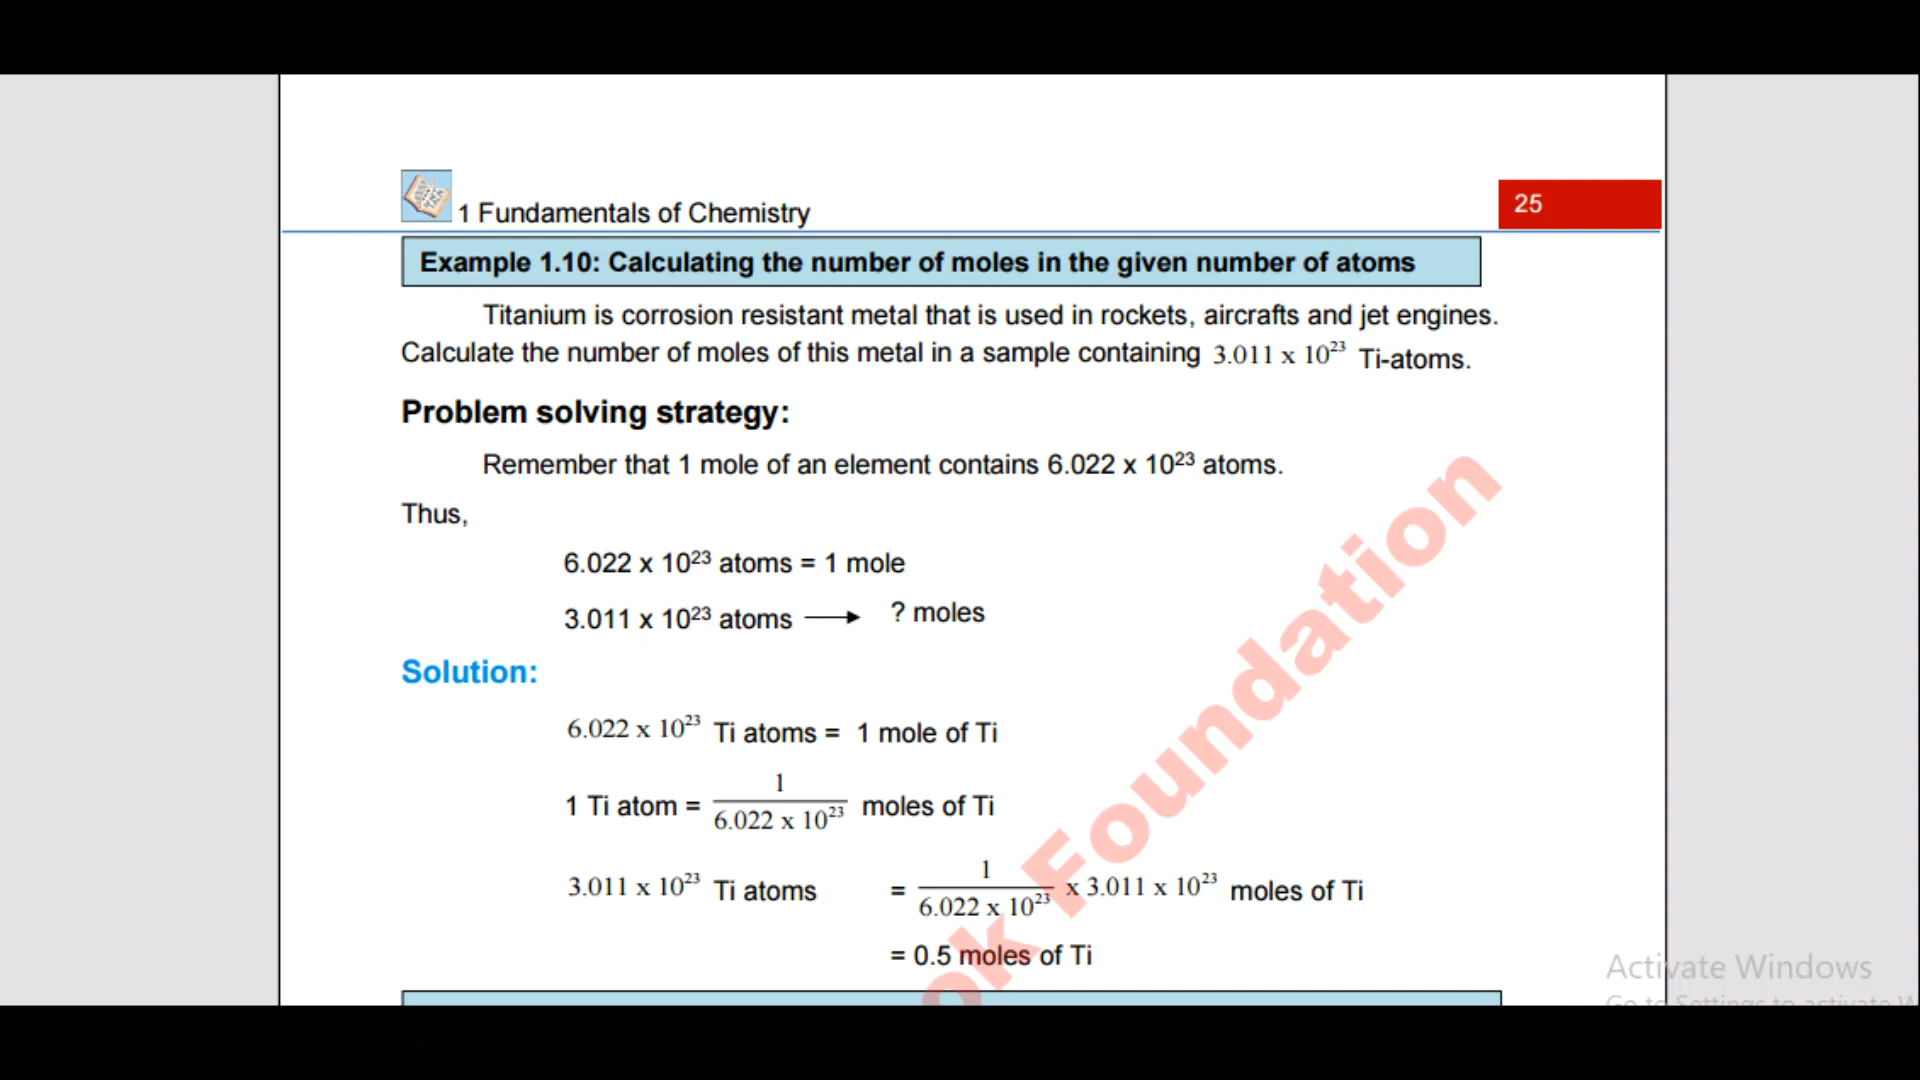 1 Fundamentals of Chemistry
25
Example 1.10: Calculating the number of moles in the given number of atoms
Titanium is corrosion resistant metal that is used in rockets, aircrafts and jet engines.
Calculate the number of moles of this metal in a sample containing 3.011 x 10²³ Ti-atoms.
Problem solving strategy:
Remember that 1 mole of an element contains 6.022 x 10²³ atoms.
Thus,
6.022 x 10²³ atoms = 1 mole
3.011 x 10²³ atoms ⟶ ? moles
Solution:
6.022 x 10²³ Ti atoms = 1 mole of Ti
1 Ti atom = 1 / 6.022 x 10²³ moles of Ti
3.011 x 10²³ Ti atoms = 1 / 6.022 x 10²³ x 3.011 x 10²³ moles of Ti
= 0.5 moles of Ti
ok Foundation
Activate Windows
Go to Settings to activate W